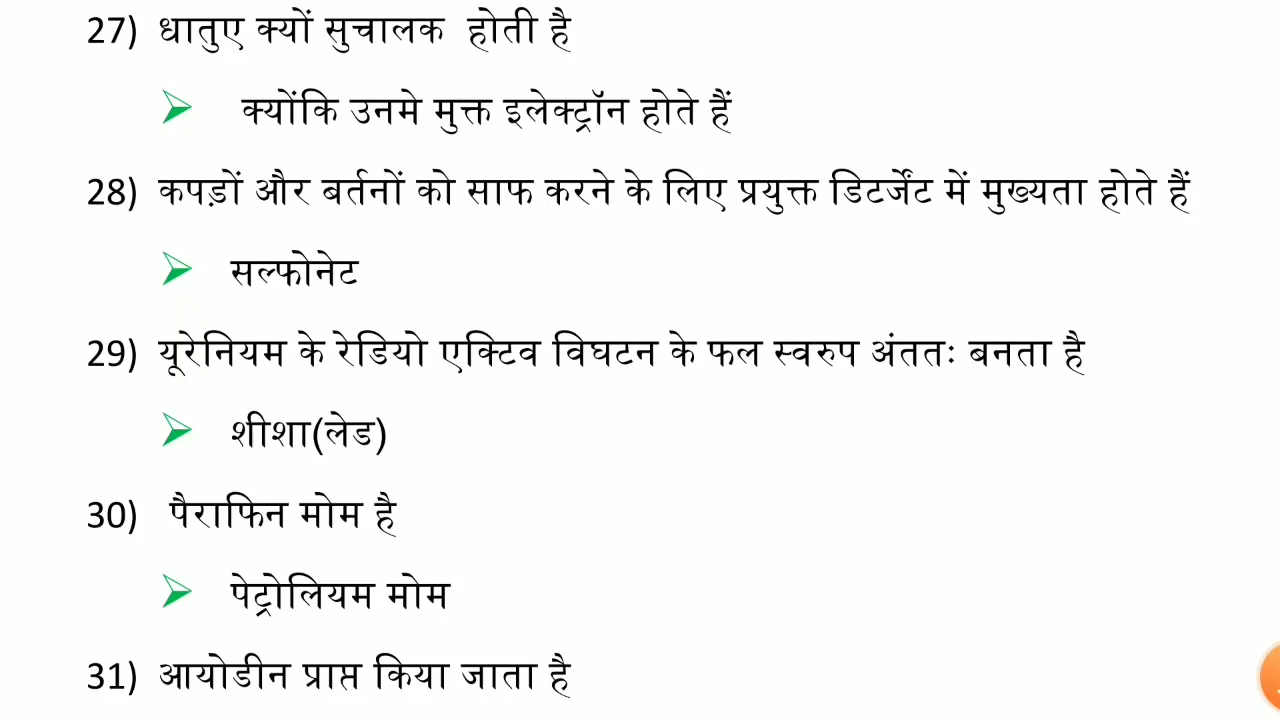 27) धातुए क्यों सुचालक होती है
क्योंकि उनमे मुक्त इलेक्ट्रॉन होते हैं
28) कपड़ों और बर्तनों को साफ करने के लिए प्रयुक्त डिटर्जेंट में मुख्यता होते हैं
सल्फोनेट
29) यूरेनियम के रेडियो एक्टिव विघटन के फल स्वरुप अंततः बनता है
शीशा(लेड)
30) पैराफिन मोम है
पेट्रोलियम मोम
31) आयोडीन प्राप्त किया जाता है